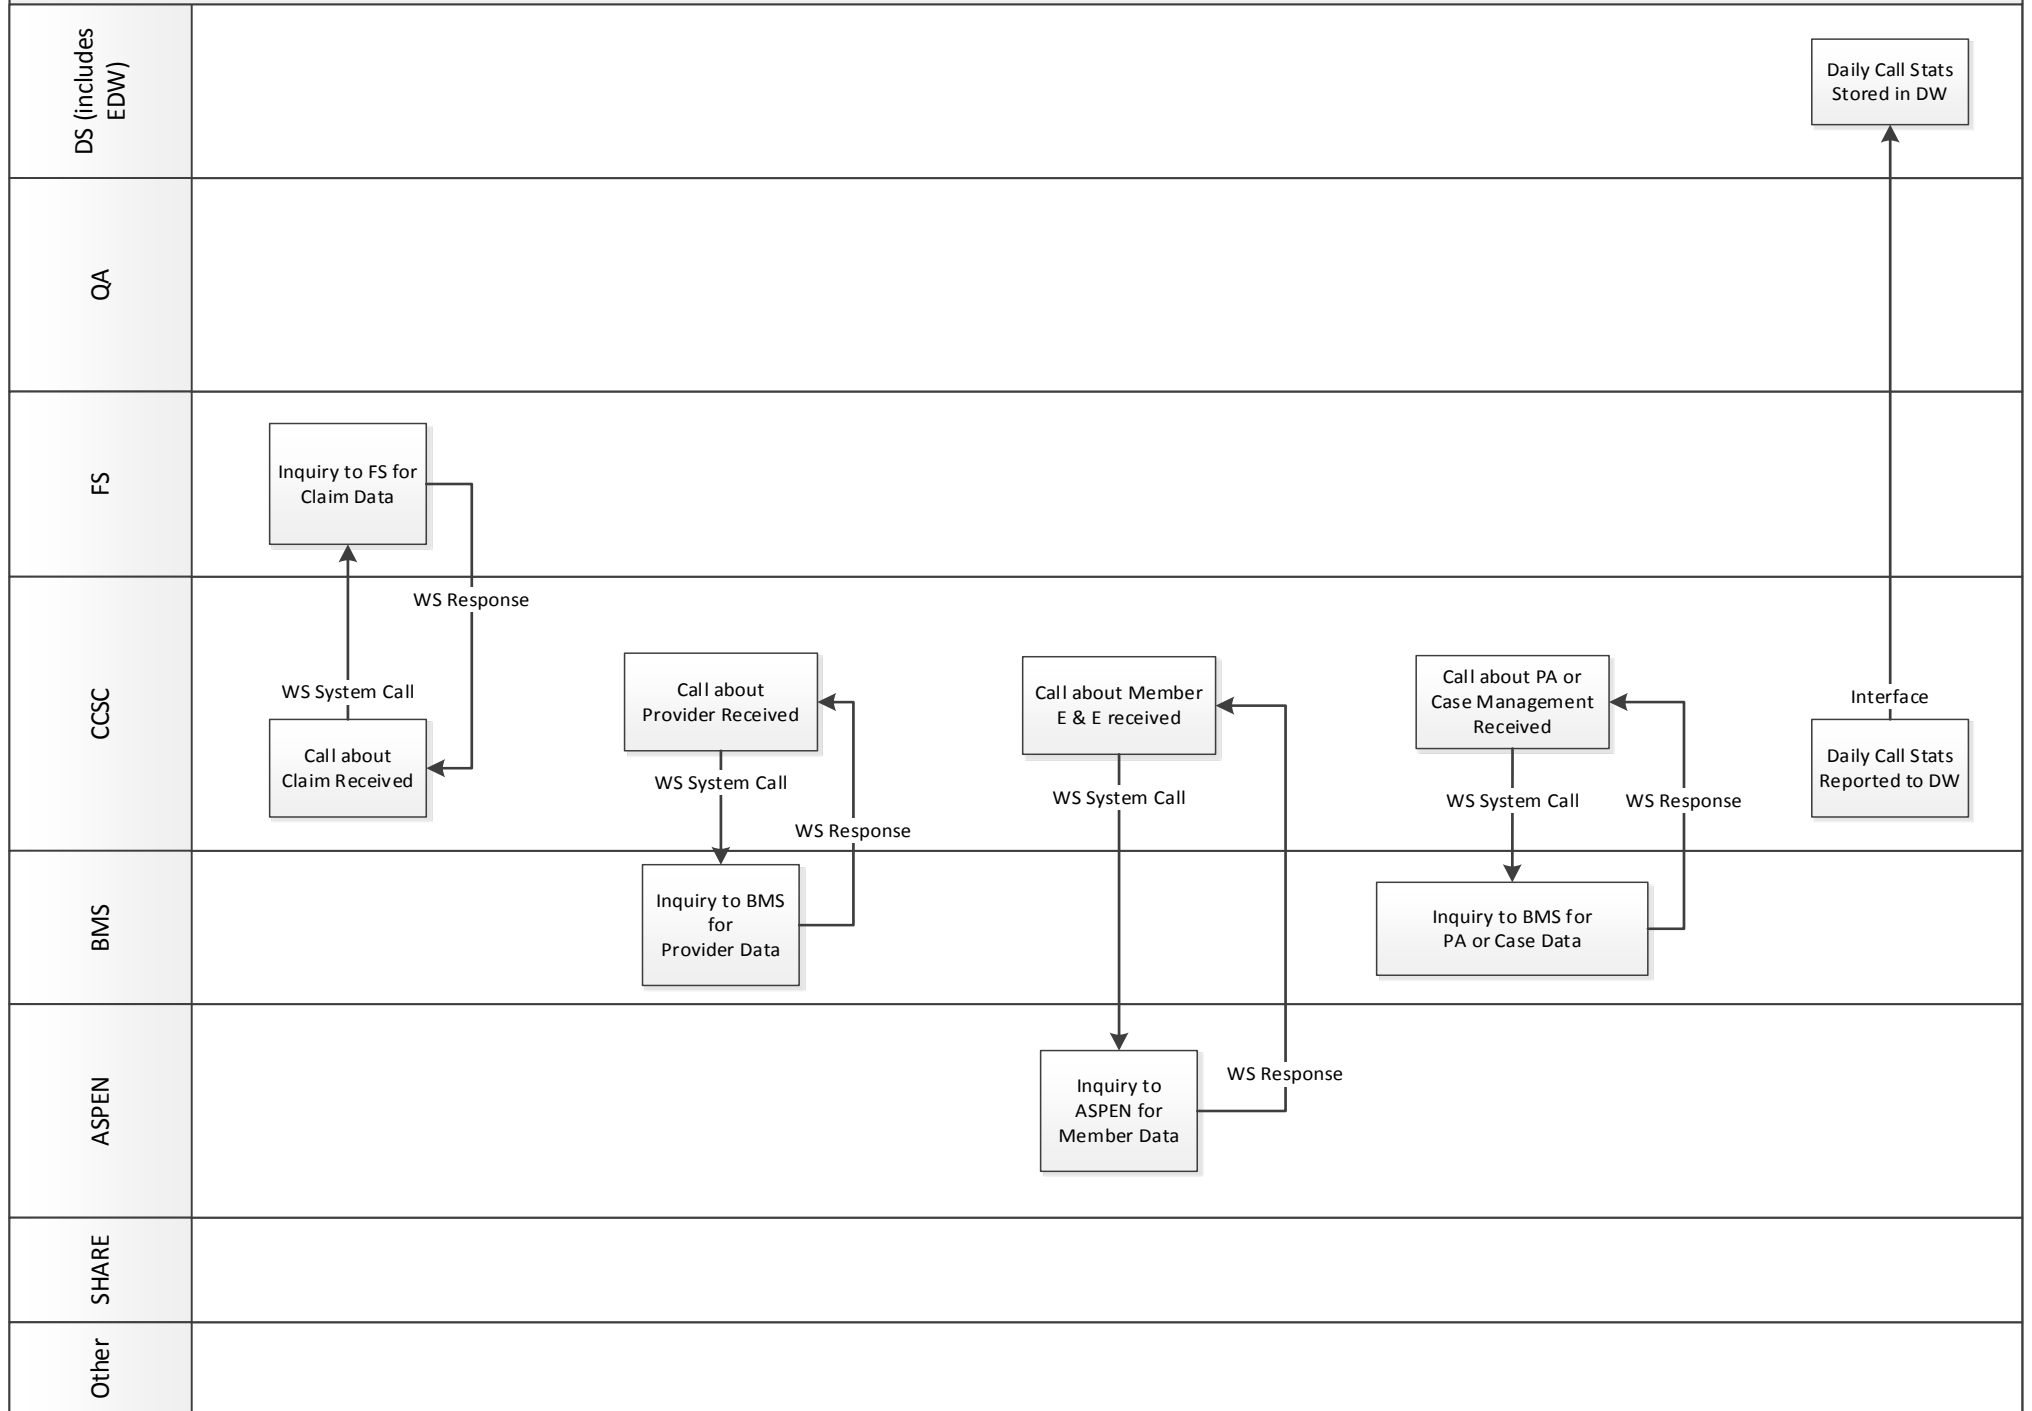 DS (includes
EDW)
Daily Call Stats
Stored in DW
QA
FS
Inquiry to FS for
Claim Data
WS Response
WS System Call
CCSC
Call about
Claim Received
Call about
Provider Received
WS System Call
WS Response
Call about Member
E & E received
WS System Call
Call about PA or
Case Management
Received
WS System Call
WS Response
Interface
Daily Call Stats
Reported to DW
BMS
Inquiry to BMS
for
Provider Data
Inquiry to BMS for
PA or Case Data
ASPEN
Inquiry to
ASPEN for
Member Data
WS Response
SHARE
Other